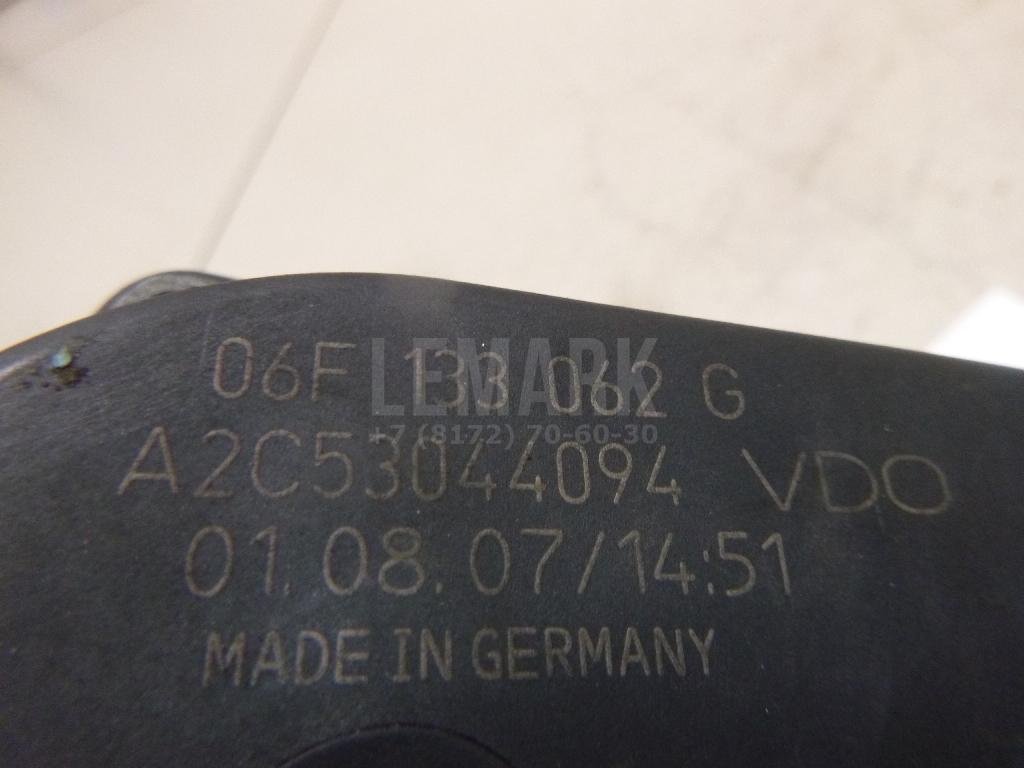 06F 133 062 G
LEMARK
+7 (8172) 70-60-30
A2C53044094 VDO
01.08.07/14:51
MADE IN GERMANY